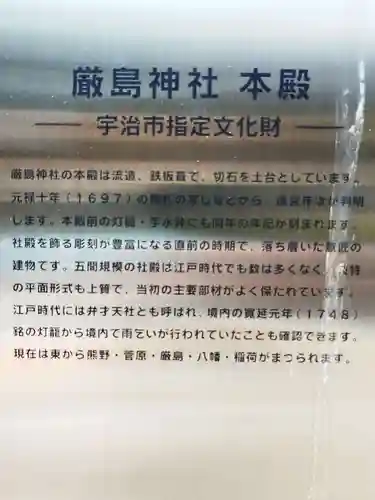 厳島神社 本殿
宇治市指定文化財
厳島神社の本殿は流造、鉄板葺で、切石を土台としています。
元禄十年(1697)の棟札の写しなどから、造営年次が判明
します。本殿前の灯籠・手水鉢にも同年の年記が刻まれます。
社殿を飾る彫刻が豊富になる直前の時期で、落ち着いた意匠の
建物です。五間規模の社殿は江戸時代でも数は多くなく、
の平面形式も上質で、当初の主要部材がよく保たれています。
江戸時代には弁才天社とも呼ばれ、境内の寛延元年(1748)
銘の灯籠から境内で雨乞いが行われていたことも確認できます。
現在は東から熊野・菅原・厳島・八幡・稲荷がまつられます。